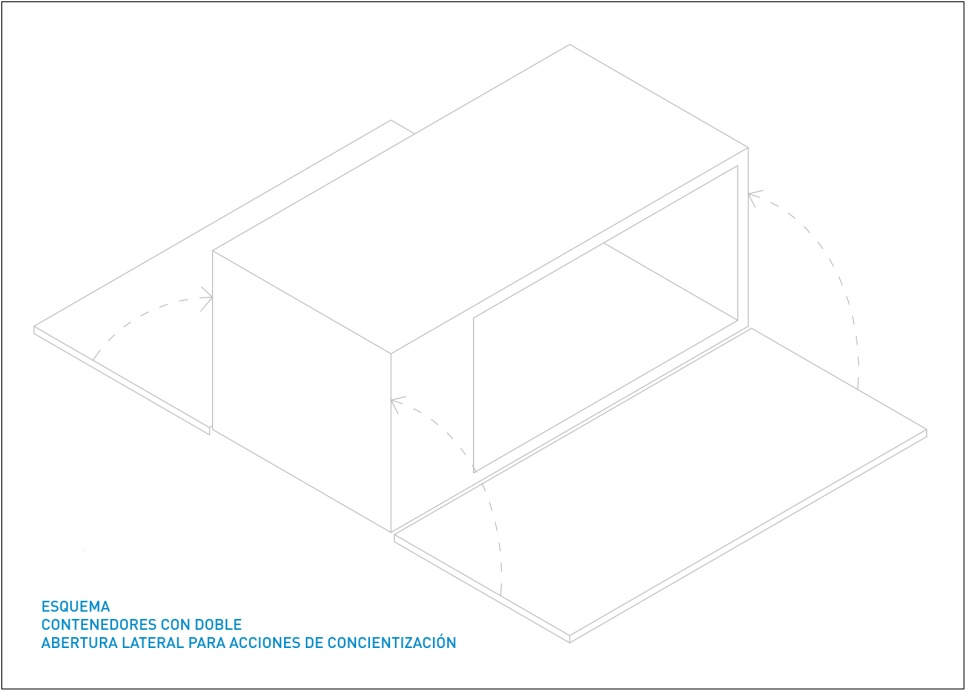 ESQUEMA
CONTENEDORES CON DOBLE
ABERTURA LATERAL PARA ACCIONES DE CONCIENTIZACIÓN